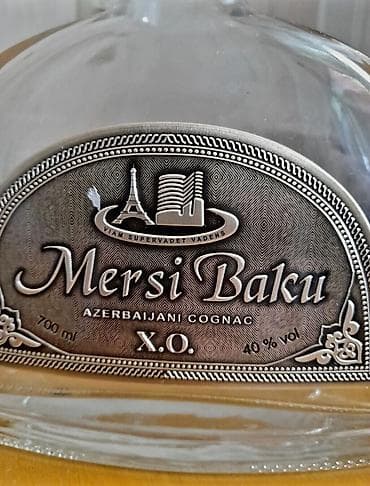 VIAM SUPERVADET VADENS
Mersi Baku
AZERBAIJANI COGNAC
700 ml X.O. 40 % vol